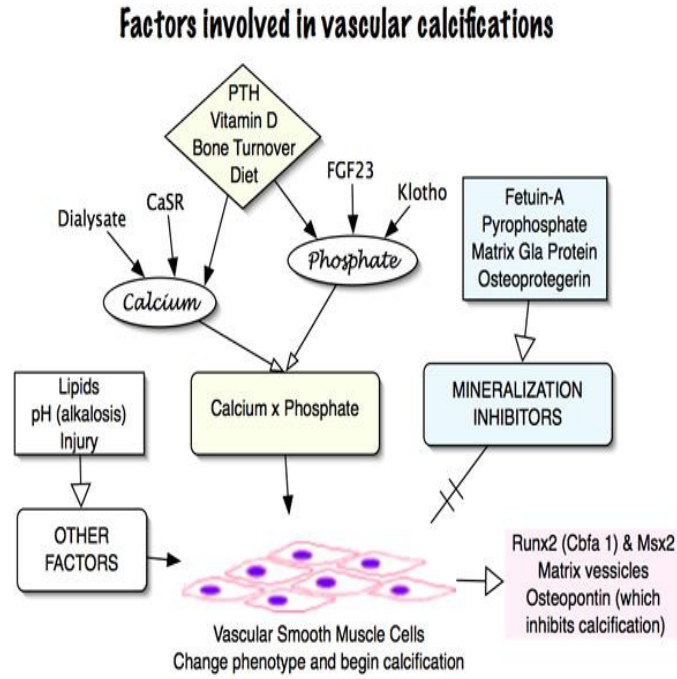 Factors involved in vascular calcifications
PTH
Vitamin D
Bone Turnover
Diet
FGF23
Klotho
CaSR
Dialysate
Phosphate
Calcium
Fetuin-A
Pyrophosphate
Matrix Gla Protein
Osteoprotegerin
Lipids
pH (alkalosis)
Injury
Calcium x Phosphate
MINERALIZATION
INHIBITORS
OTHER
FACTORS
Runx2 (Cbfa 1) & Msx2
Matrix vessicles
Osteopontin (which
inhibits calcification)
Vascular Smooth Muscle Cells
Change phenotype and begin calcification